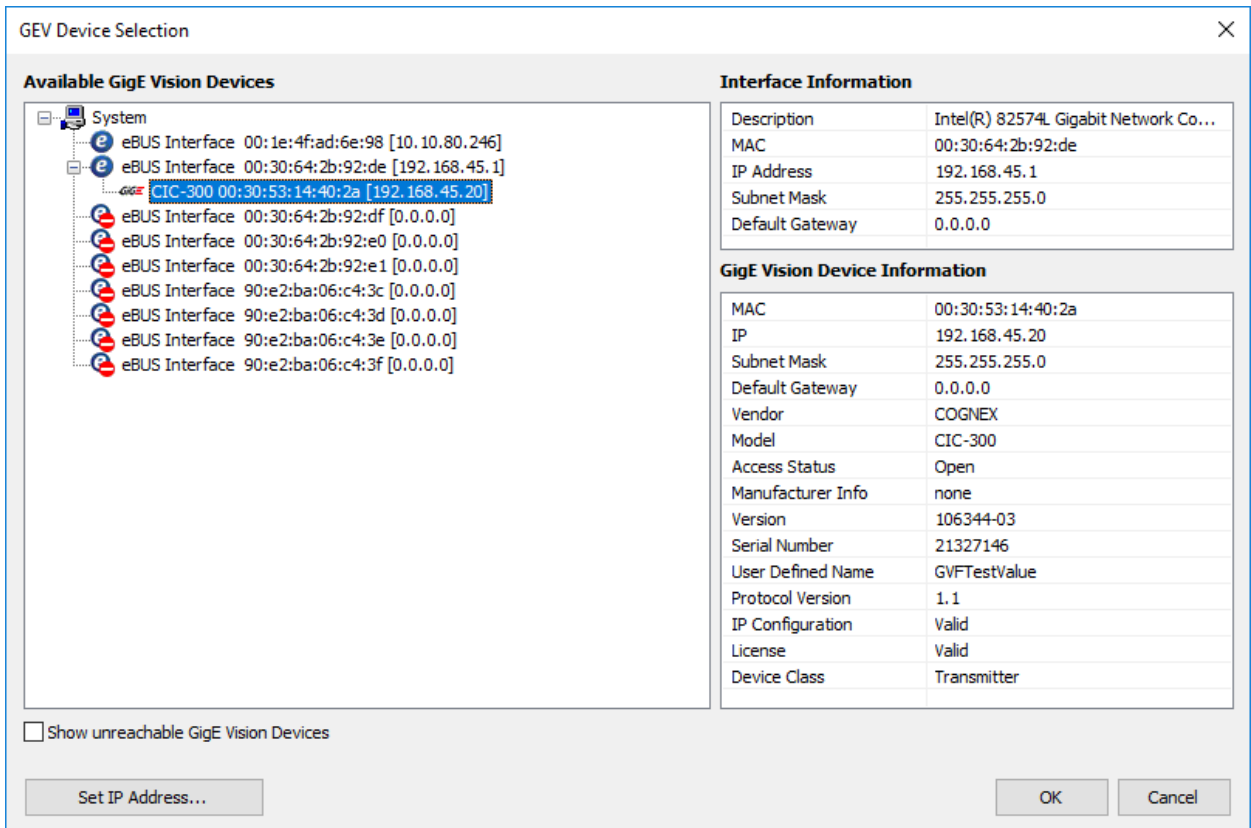 GEV Device Selection
Available GigE Vision Devices
System
eBUS Interface 00:1e:4f:ad:6e:98 [10.10.80.246]
eBUS Interface 00:30:64:2b:92:de [192.168.45.1]
GIGE CIC-300 00:30:53:14:40:2a [192.168.45.20]
eBUS Interface 00:30:64:2b:92:df [0.0.0.0]
eBUS Interface 00:30:64:2b:92:e0 [0.0.0.0]
eBUS Interface 00:30:64:2b:92:e1 [0.0.0.0]
eBUS Interface 90:e2:ba:06:c4:3c [0.0.0.0]
eBUS Interface 90:e2:ba:06:c4:3d [0.0.0.0]
eBUS Interface 90:e2:ba:06:c4:3e [0.0.0.0]
eBUS Interface 90:e2:ba:06:c4:3f [0.0.0.0]
Show unreachable GigE Vision Devices
Set IP Address...
Interface Information
Description Intel(R) 82574L Gigabit Network Co...
MAC 00:30:64:2b:92:de
IP Address 192.168.45.1
Subnet Mask 255.255.255.0
Default Gateway 0.0.0.0
GigE Vision Device Information
MAC 00:30:53:14:40:2a
IP 192.168.45.20
Subnet Mask 255.255.255.0
Default Gateway 0.0.0.0
Vendor COGNEX
Model CIC-300
Access Status Open
Manufacturer Info none
Version 106344-03
Serial Number 21327146
User Defined Name GVFTestValue
Protocol Version 1.1
IP Configuration Valid
License Valid
Device Class Transmitter
OK Cancel